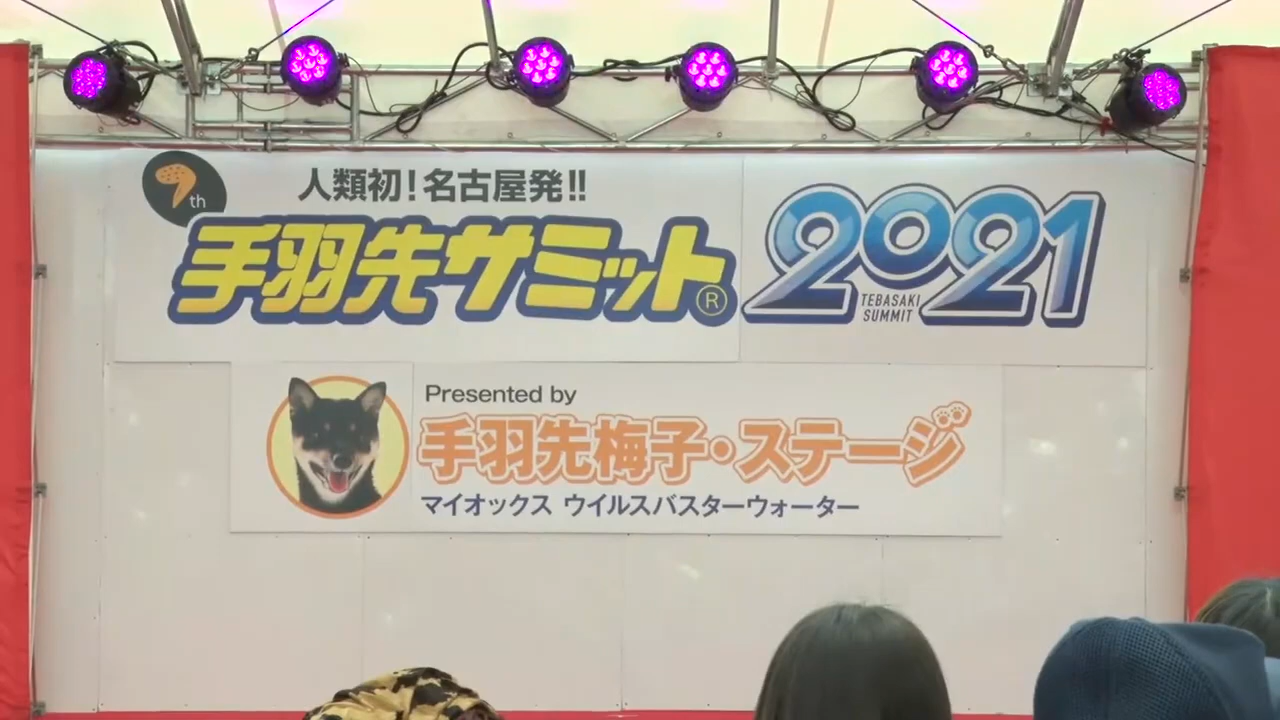 th
人類初!名古屋発!!
手羽先サミット®
2021
TEBASAKI
SUMMIT
Presented by
手羽先梅子・ステージ
マイオックス ウイルスバスターウォーター